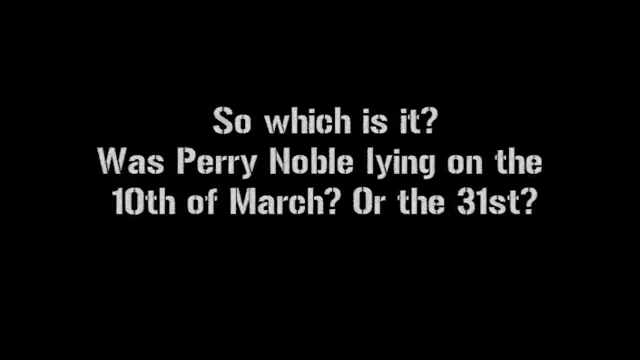 So which is it?
Was Perry Noble lying on the
10th of March? Or the 31st?